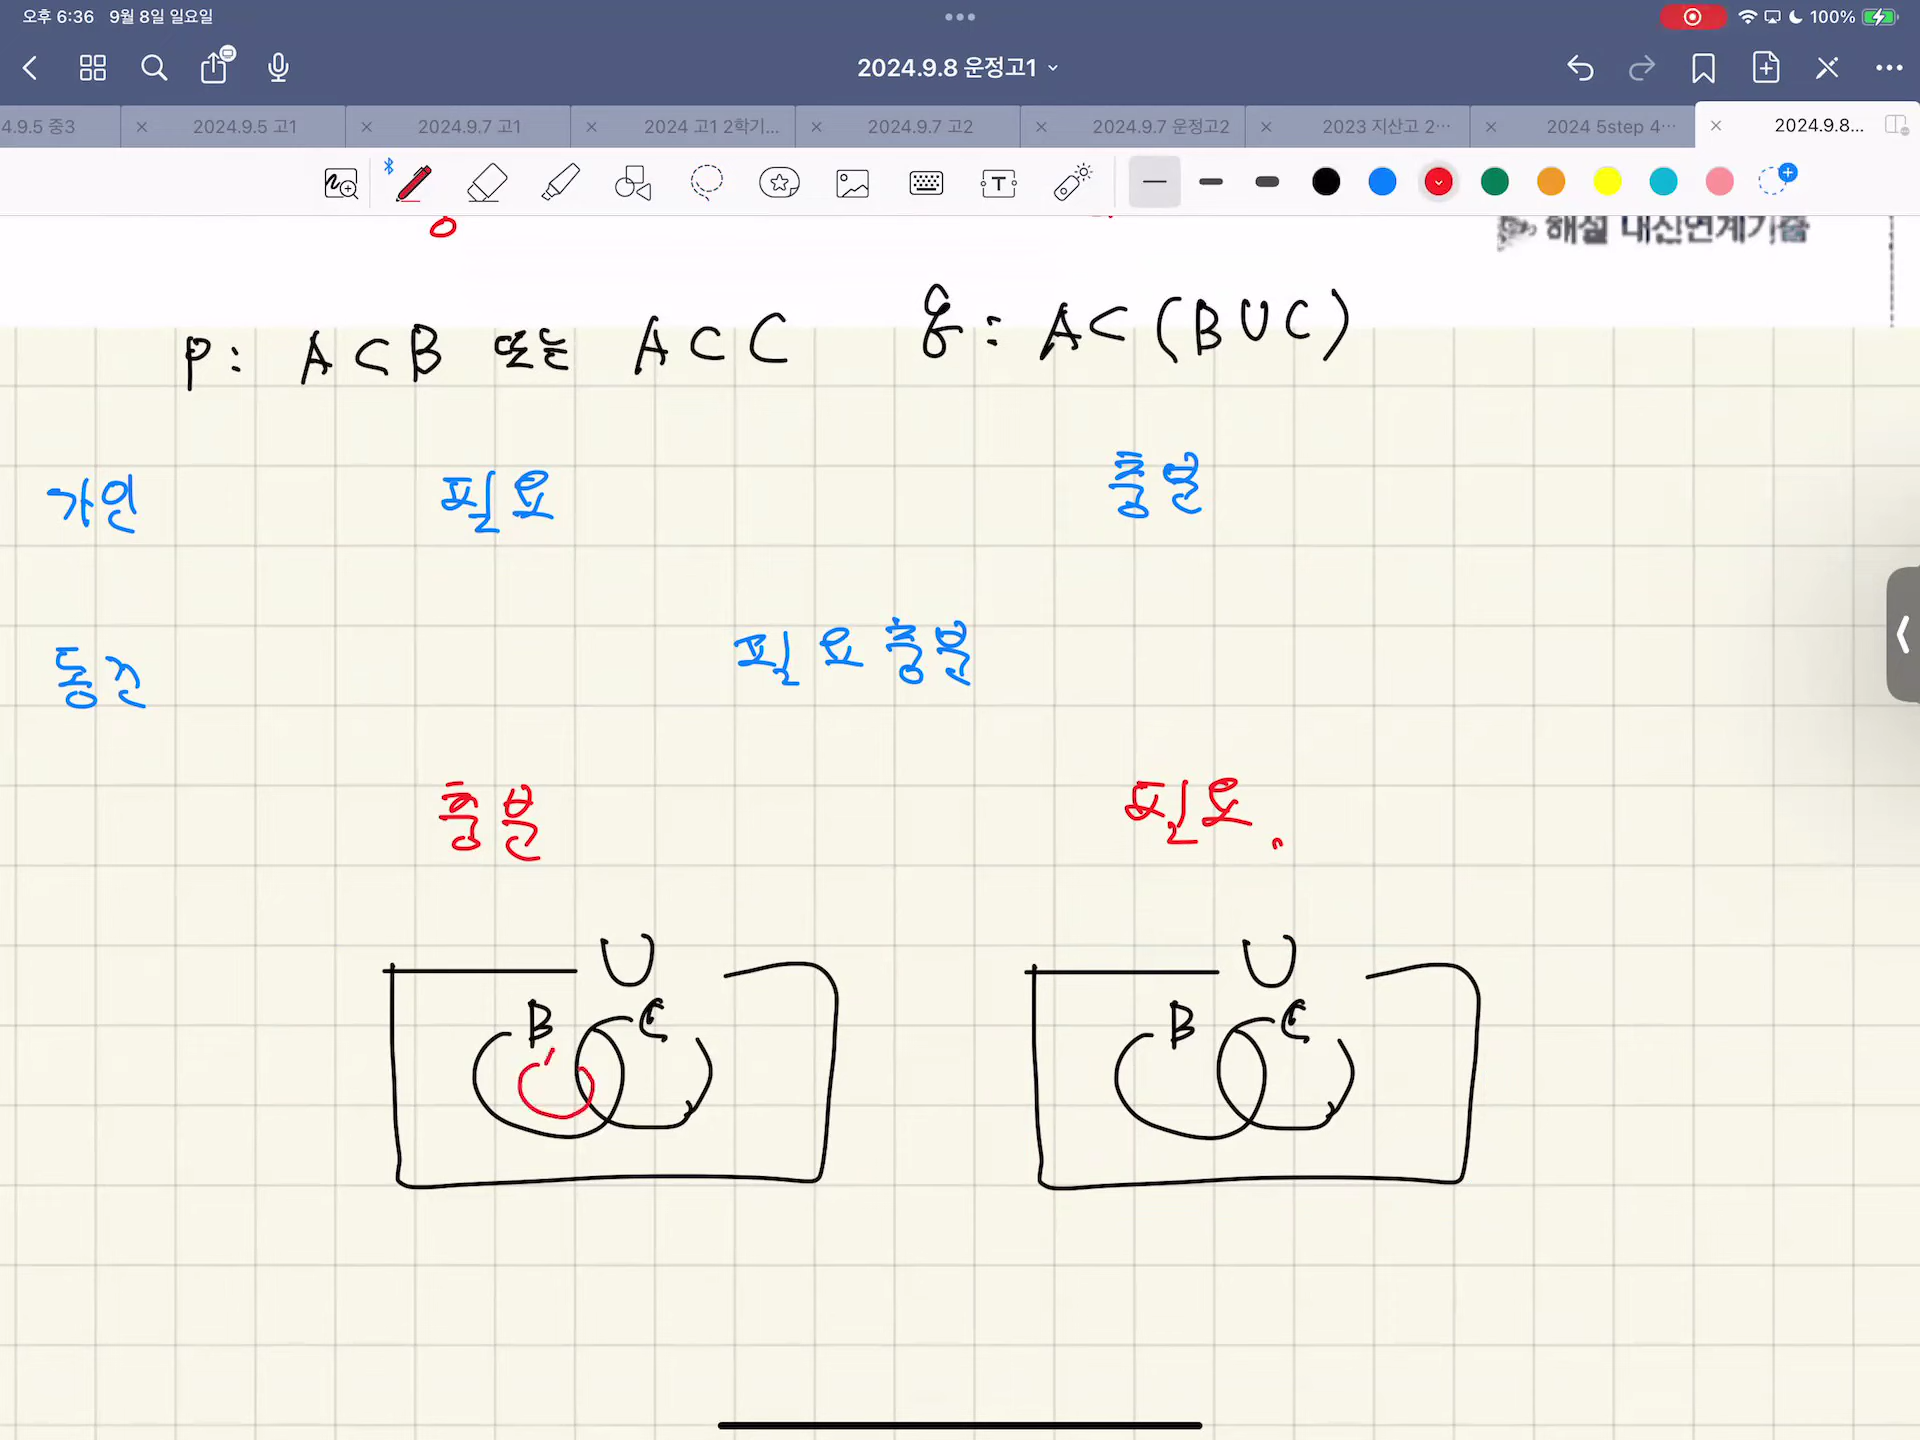 오후 6:36 9월 8일 일요일
100%
2024.9.8 운정고1
4.9.5 중3
2024.9.5 고1
2024.9.7 고1
2024 고1 2학기...
2024.9.7 고2
2024.9.7 운정고2
2023 지산고 2...
2024 5step 4...
2024.9.8...
해설 내신연계기출
p: A⊂B 또는 A⊂C
q: A⊂(B∪C)
가인 필요 충분
동건 필요충분
충분 필요.
U
B C
U
B C